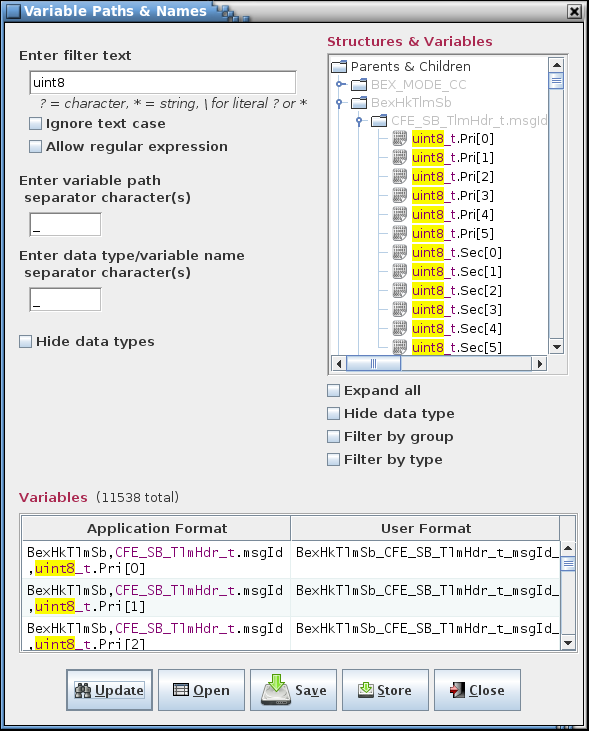 Variable Paths & Names
Enter filter text
uint8
? = character, * = string, \ for literal ? or *
Ignore text case
Allow regular expression
Enter variable path
separator character(s)
_
Enter data type/variable name
separator character(s)
_
Hide data types
Structures & Variables
Parents & Children
BEX_MODE_CC
BexHkTlmSb
CFE_SB_TlmHdr_t.msgId
uint8_t.Pri[0]
uint8_t.Pri[1]
uint8_t.Pri[2]
uint8_t.Pri[3]
uint8_t.Pri[4]
uint8_t.Pri[5]
uint8_t.Sec[0]
uint8_t.Sec[1]
uint8_t.Sec[2]
uint8_t.Sec[3]
uint8_t.Sec[4]
uint8_t.Sec[5]
Expand all
Hide data type
Filter by group
Filter by type
Variables (11538 total)
Application Format User Format
BexHkTlmSb,CFE_SB_TlmHdr_t.msgId BexHkTlmSb_CFE_SB_TlmHdr_t_msgId_
,uint8_t.Pri[0]
BexHkTlmSb,CFE_SB_TlmHdr_t.msgId BexHkTlmSb_CFE_SB_TlmHdr_t_msgId_
,uint8_t.Pri[1]
BexHkTlmSb,CFE_SB_TlmHdr_t.msgId BexHkTlmSb_CFE_SB_TlmHdr_t_msgId_
,uint8_t.Pri[2]
Update Open Save Store Close